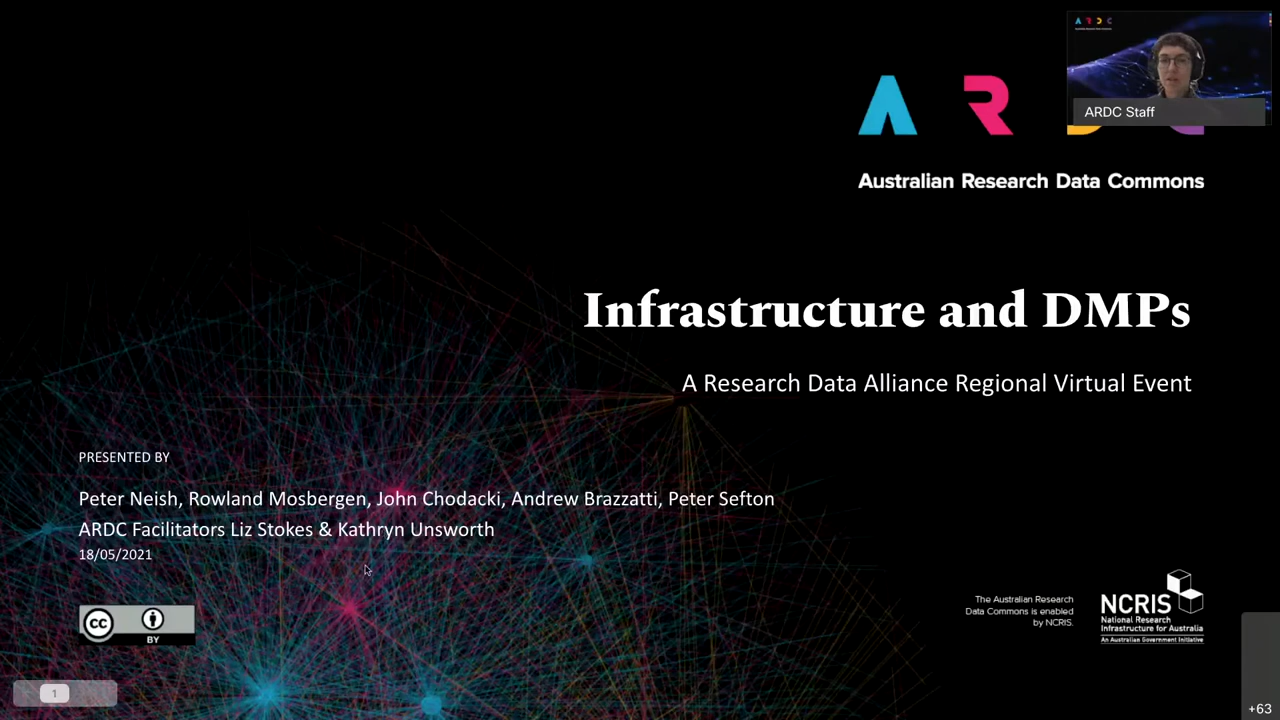 A R D C
ARDC Staff
Australian Research Data Commons
Infrastructure and DMPs
A Research Data Alliance Regional Virtual Event
PRESENTED BY
Peter Neish, Rowland Mosbergen, John Chodacki, Andrew Brazzatti, Peter Sefton
ARDC Facilitators Liz Stokes & Kathryn Unsworth
18/05/2021
cc
BY
The Australian Research
Data Commons is enabled
by NCRIS.
NCRIS
National Research
Infrastructure for Australia
An Australian Government Initiative
1
+63